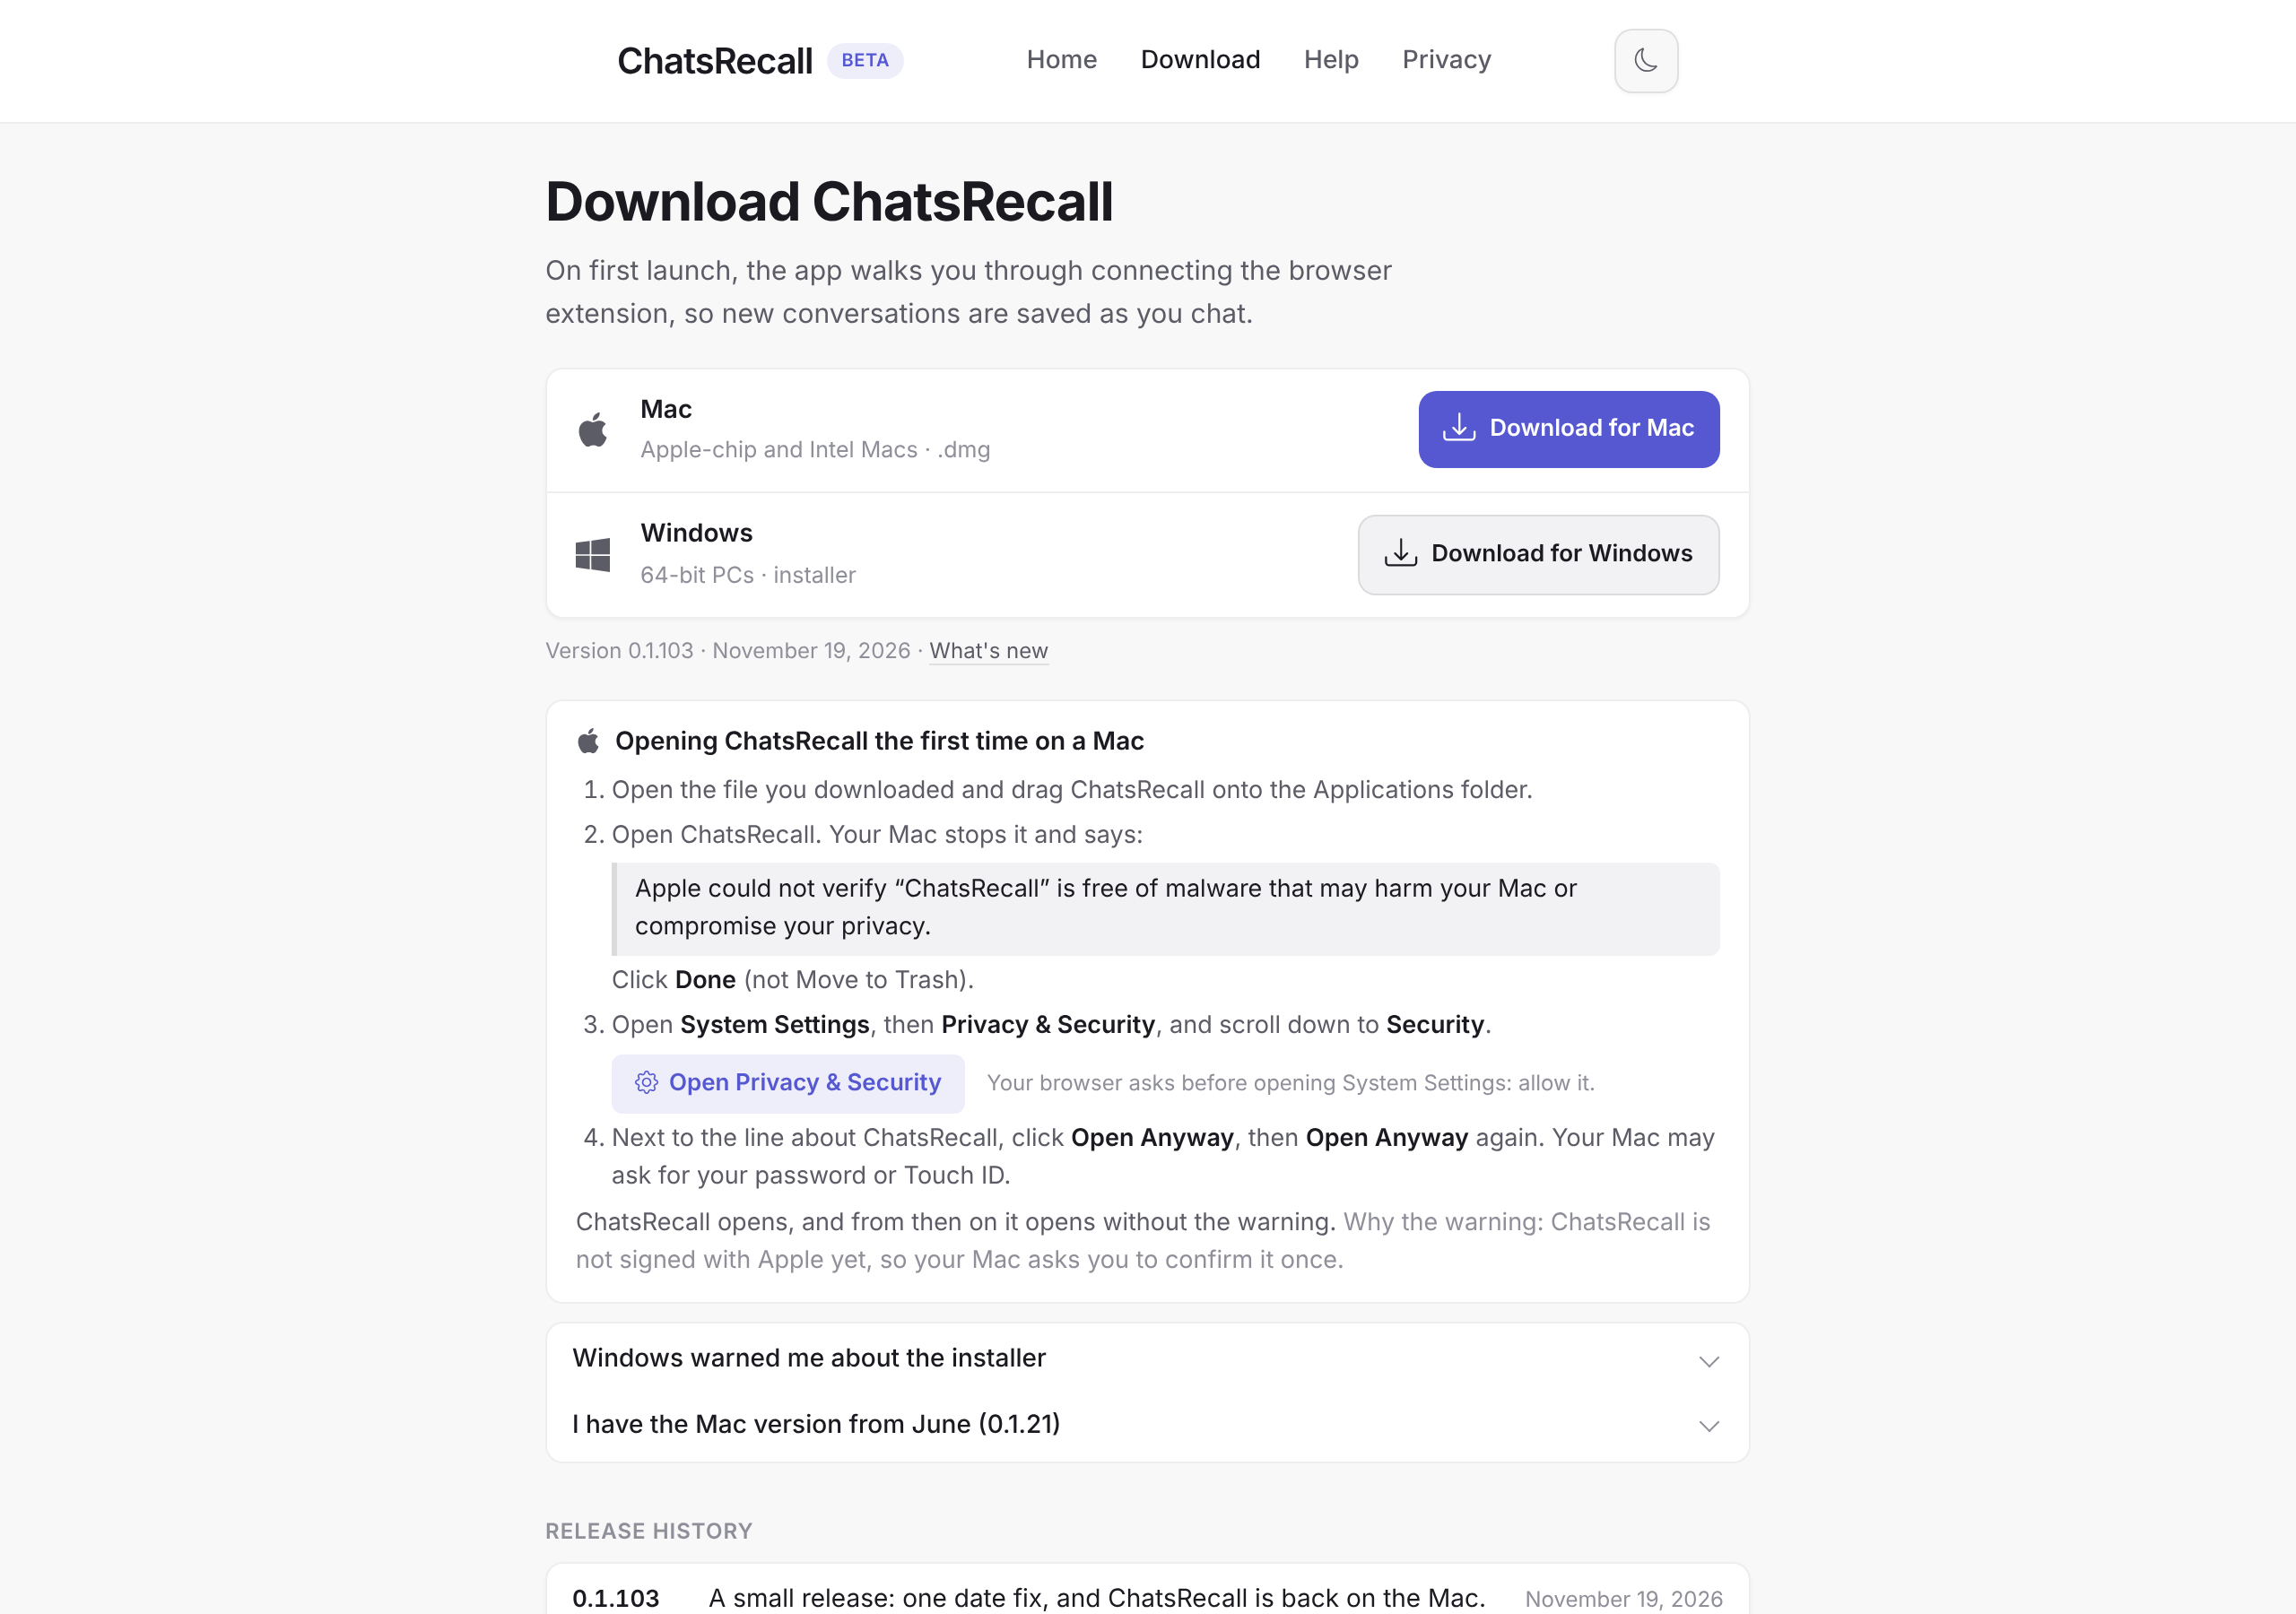 ChatsRecall BETA Home Download Help Privacy
Download ChatsRecall
On first launch, the app walks you through connecting the browser
extension, so new conversations are saved as you chat.
Mac
Apple-chip and Intel Macs · .dmg
Download for Mac
Windows
64-bit PCs · installer
Download for Windows
Version 0.1.103 · November 19, 2026 · What's new
Opening ChatsRecall the first time on a Mac
1. Open the file you downloaded and drag ChatsRecall onto the Applications folder.
2. Open ChatsRecall. Your Mac stops it and says:
Apple could not verify “ChatsRecall” is free of malware that may harm your Mac or
compromise your privacy.
Click Done (not Move to Trash).
3. Open System Settings, then Privacy & Security, and scroll down to Security.
Open Privacy & Security Your browser asks before opening System Settings: allow it.
4. Next to the line about ChatsRecall, click Open Anyway, then Open Anyway again. Your Mac may
ask for your password or Touch ID.
ChatsRecall opens, and from then on it opens without the warning. Why the warning: ChatsRecall is
not signed with Apple yet, so your Mac asks you to confirm it once.
Windows warned me about the installer
I have the Mac version from June (0.1.21)
RELEASE HISTORY
0.1.103 A small release: one date fix, and ChatsRecall is back on the Mac. November 19, 2026